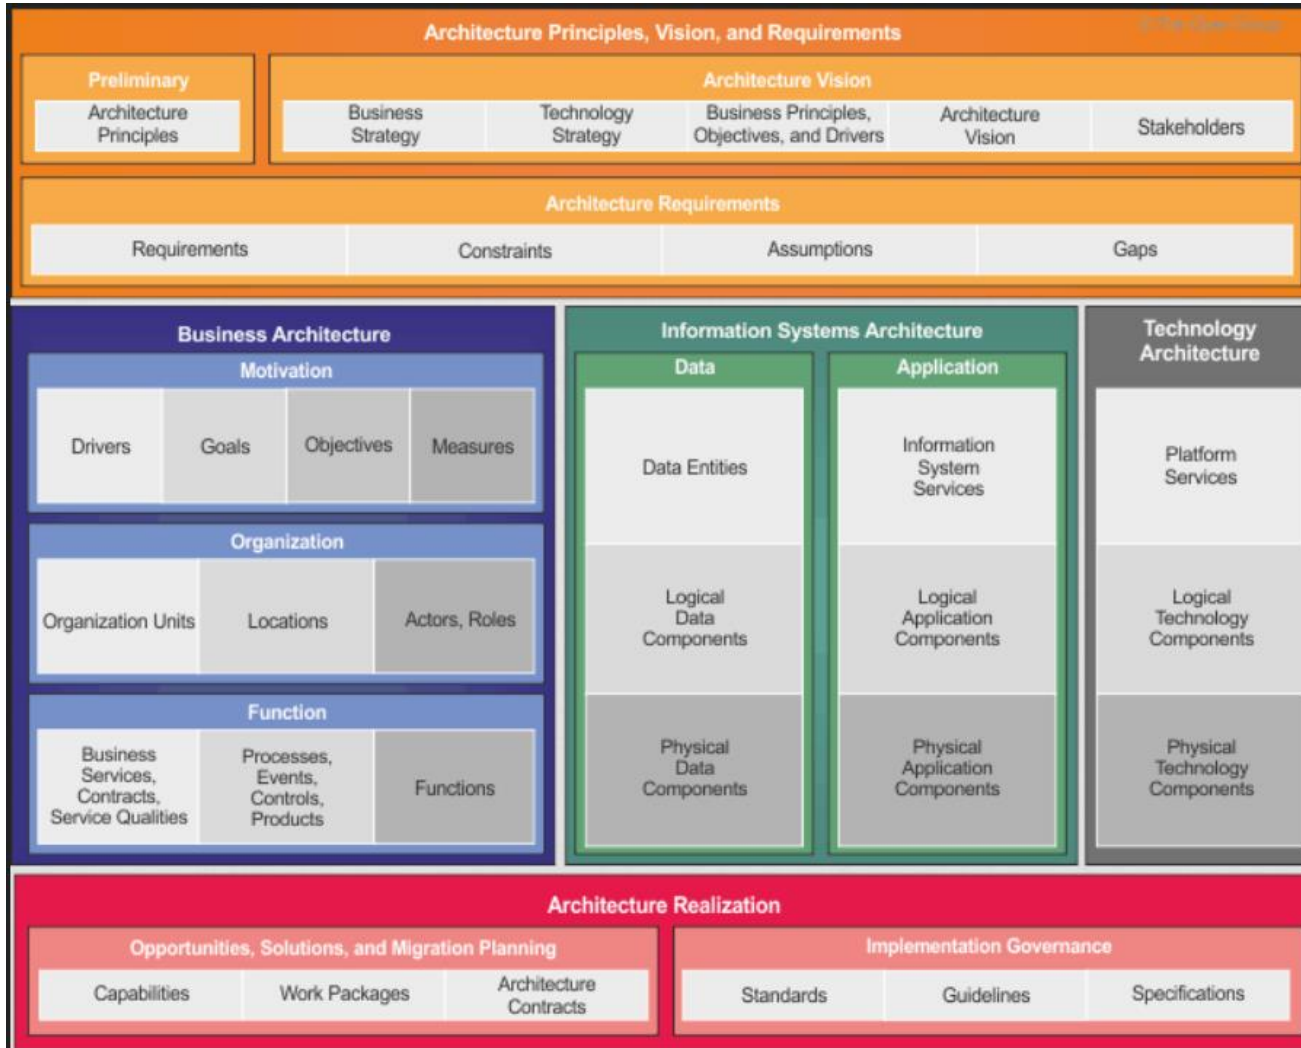 © The Open Group
Architecture Principles, Vision, and Requirements
Preliminary
Architecture
Principles
Architecture Vision
Business
Strategy
Technology
Strategy
Business Principles,
Objectives, and Drivers
Architecture
Vision
Stakeholders
Architecture Requirements
Requirements
Constraints
Assumptions
Gaps
Business Architecture
Motivation
Drivers
Goals
Objectives
Measures
Organization
Organization Units
Locations
Actors, Roles
Function
Business
Services,
Contracts,
Service Qualities
Processes,
Events,
Controls,
Products
Functions
Information Systems Architecture
Data
Data Entities
Logical
Data
Components
Physical
Data
Components
Application
Information
System
Services
Logical
Application
Components
Physical
Application
Components
Technology
Architecture
Platform
Services
Logical
Technology
Components
Physical
Technology
Components
Architecture Realization
Opportunities, Solutions, and Migration Planning
Capabilities
Work Packages
Architecture
Contracts
Implementation Governance
Standards
Guidelines
Specifications